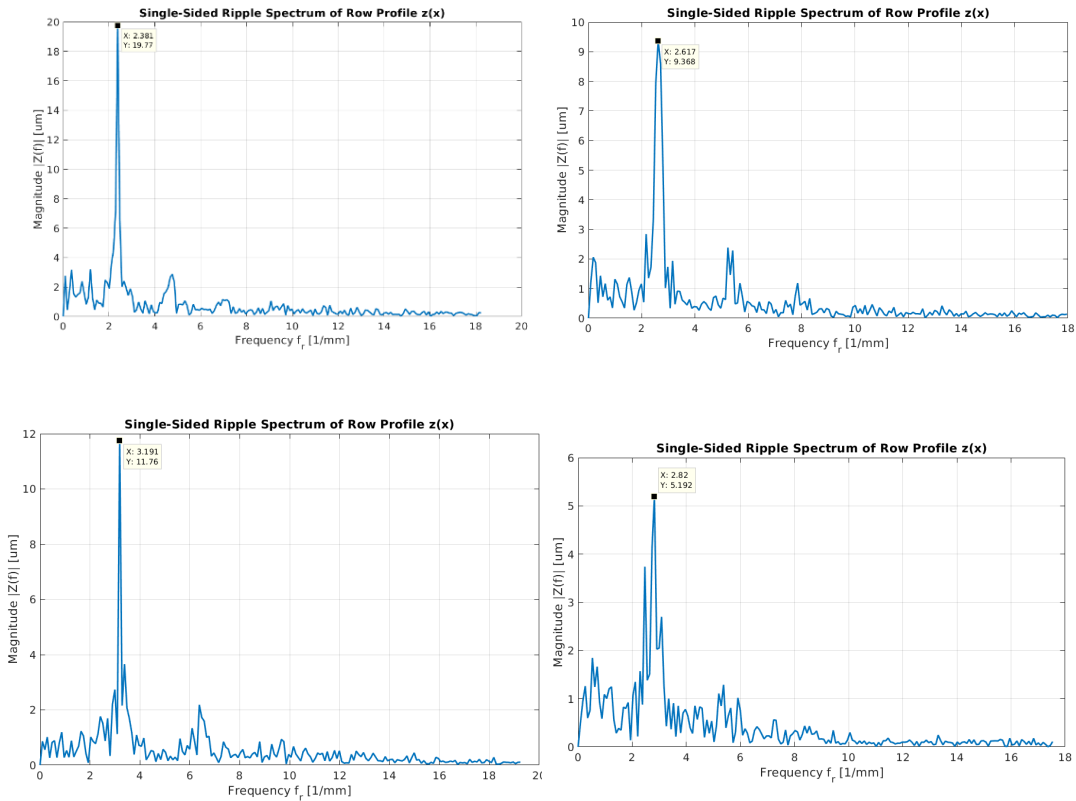 Single-Sided Ripple Spectrum of Row Profile z(x)
X: 2.381
Y: 19.77
Magnitude |Z(f)| [um]
20
18
16
14
12
10
8
6
4
2
0
0 2 4 6 8 10 12 14 16 18 20
Frequency f_r [1/mm]
Single-Sided Ripple Spectrum of Row Profile z(x)
X: 2.617
Y: 9.368
Magnitude |Z(f)| [um]
10
9
8
7
6
5
4
3
2
1
0
0 2 4 6 8 10 12 14 16 18
Frequency f_r [1/mm]
Single-Sided Ripple Spectrum of Row Profile z(x)
X: 3.191
Y: 11.76
Magnitude |Z(f)| [um]
12
10
8
6
4
2
0
0 2 4 6 8 10 12 14 16 18
Frequency f_r [1/mm]
Single-Sided Ripple Spectrum of Row Profile z(x)
X: 2.82
Y: 5.192
Magnitude |Z(f)| [um]
6
5
4
3
2
1
0
0 2 4 6 8 10 12 14 16 18
Frequency f_r [1/mm]